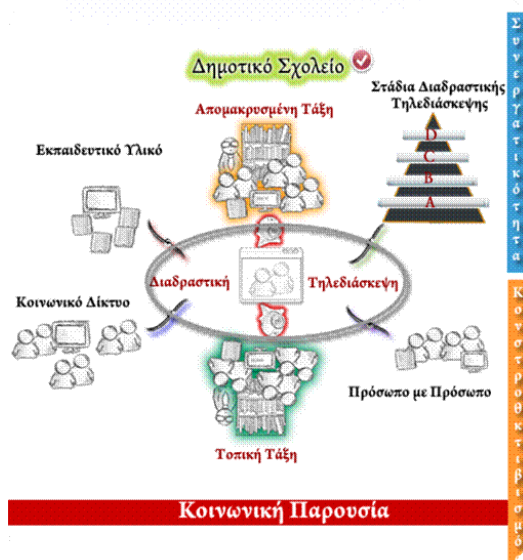 Δημοτικό Σχολείο
Στάδια Διαδραστικής
Τηλεδιάσκεψης
Απομακρυσμένη Τάξη
Εκπαιδευτικό Υλικό
D
C
B
A
Διαδραστική
Τηλεδιάσκεψη
Κοινωνικό Δίκτυο
Πρόσωπο με Πρόσωπο
Τοπική Τάξη
Κοινωνική Παρουσία
Συνεργατικότητα
Κονστροθκτιβισμό